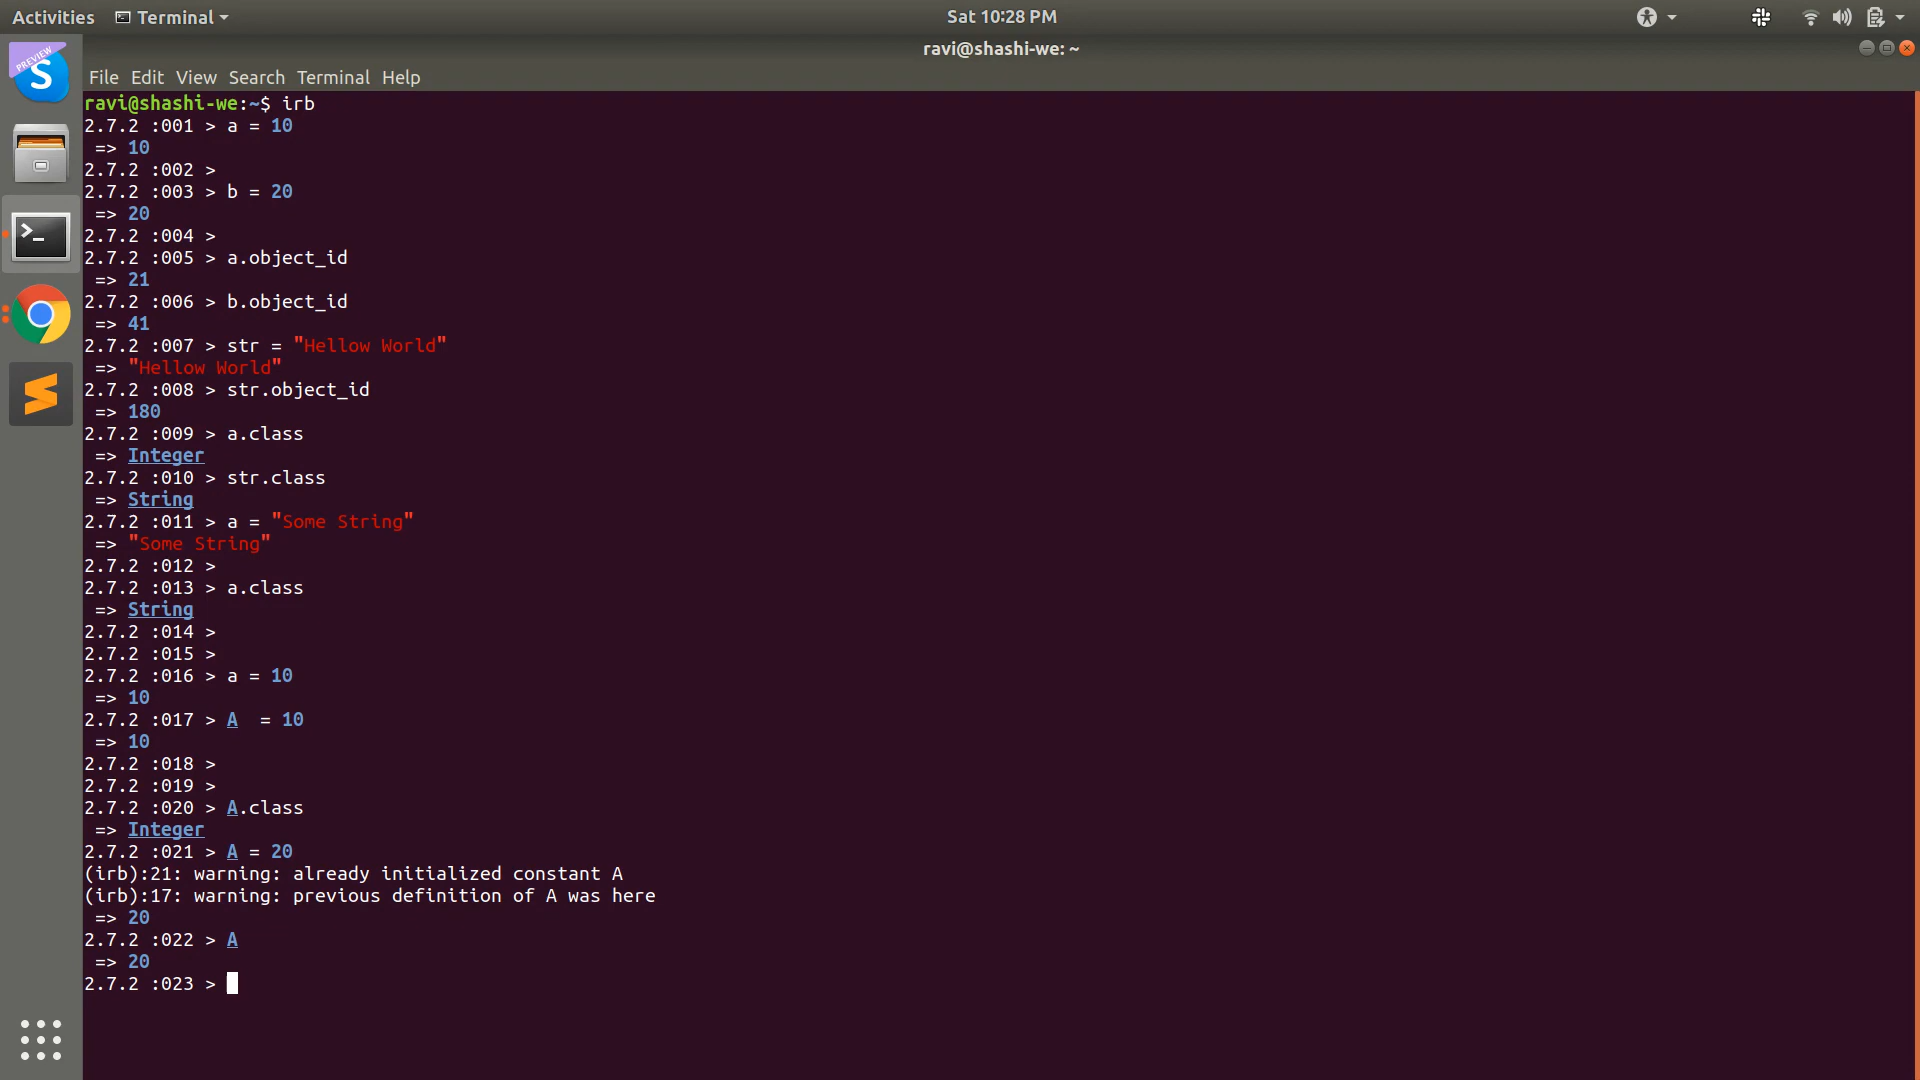 Activities Terminal Sat 10:28 PM
ravi@shashi-we: ~
PREVIEW
S
File Edit View Search Terminal Help
ravi@shashi-we:~$ irb
2.7.2 :001 > a = 10
=> 10
2.7.2 :002 >
2.7.2 :003 > b = 20
=> 20
2.7.2 :004 >
2.7.2 :005 > a.object_id
=> 21
2.7.2 :006 > b.object_id
=> 41
2.7.2 :007 > str = "Hellow World"
=> "Hellow World"
2.7.2 :008 > str.object_id
=> 180
2.7.2 :009 > a.class
=> Integer
2.7.2 :010 > str.class
=> String
2.7.2 :011 > a = "Some String"
=> "Some String"
2.7.2 :012 >
2.7.2 :013 > a.class
=> String
2.7.2 :014 >
2.7.2 :015 >
2.7.2 :016 > a = 10
=> 10
2.7.2 :017 > A  = 10
=> 10
2.7.2 :018 >
2.7.2 :019 >
2.7.2 :020 > A.class
=> Integer
2.7.2 :021 > A = 20
(irb):21: warning: already initialized constant A
(irb):17: warning: previous definition of A was here
=> 20
2.7.2 :022 > A
=> 20
2.7.2 :023 >